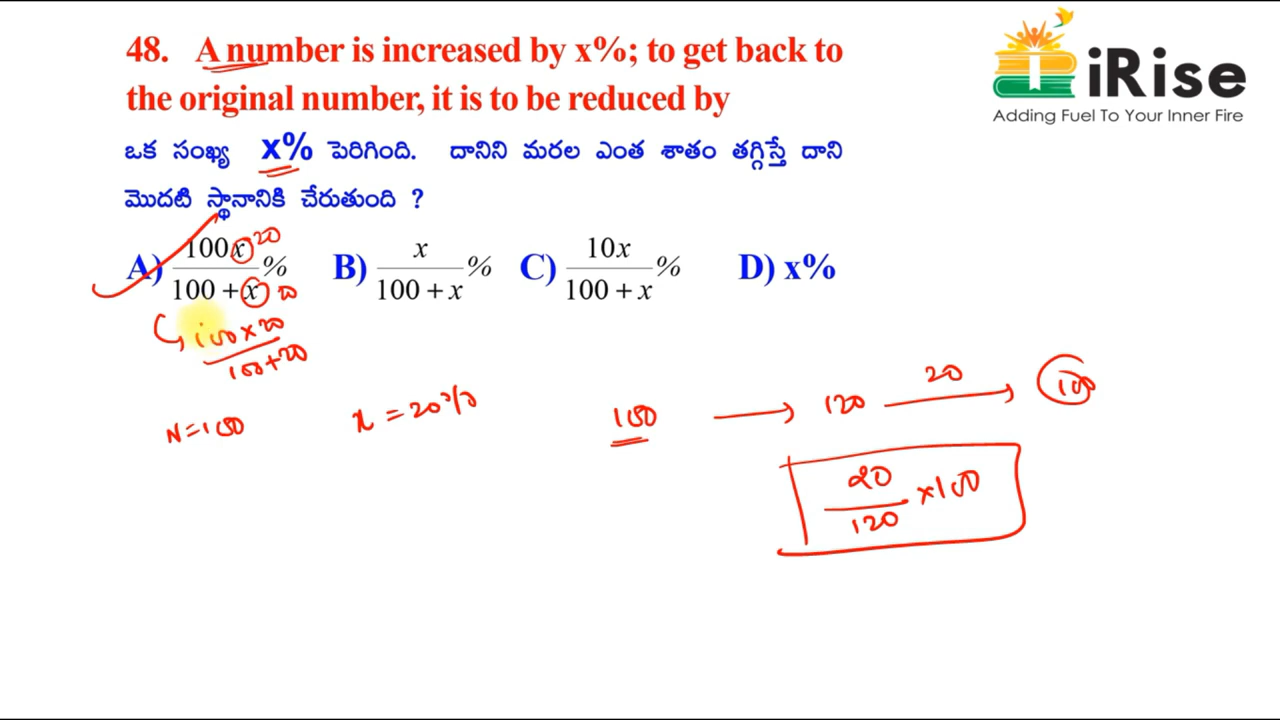 48. A number is increased by x%; to get back to
the original number, it is to be reduced by
ఒక సంఖ్య x% పెరిగింది. దానిని మరల ఎంత శాతం తగ్గిస్తే దాని
మొదటి స్థానానికి చేరుతుంది ?
A) 100x/100 + x % B) x/100 + x % C) 10x/100 + x % D) x%
20
20
100 × 20/100+20
N=100
x = 20%
100 → 120 20 → 100
20/120 ×100
iRise
Adding Fuel To Your Inner Fire